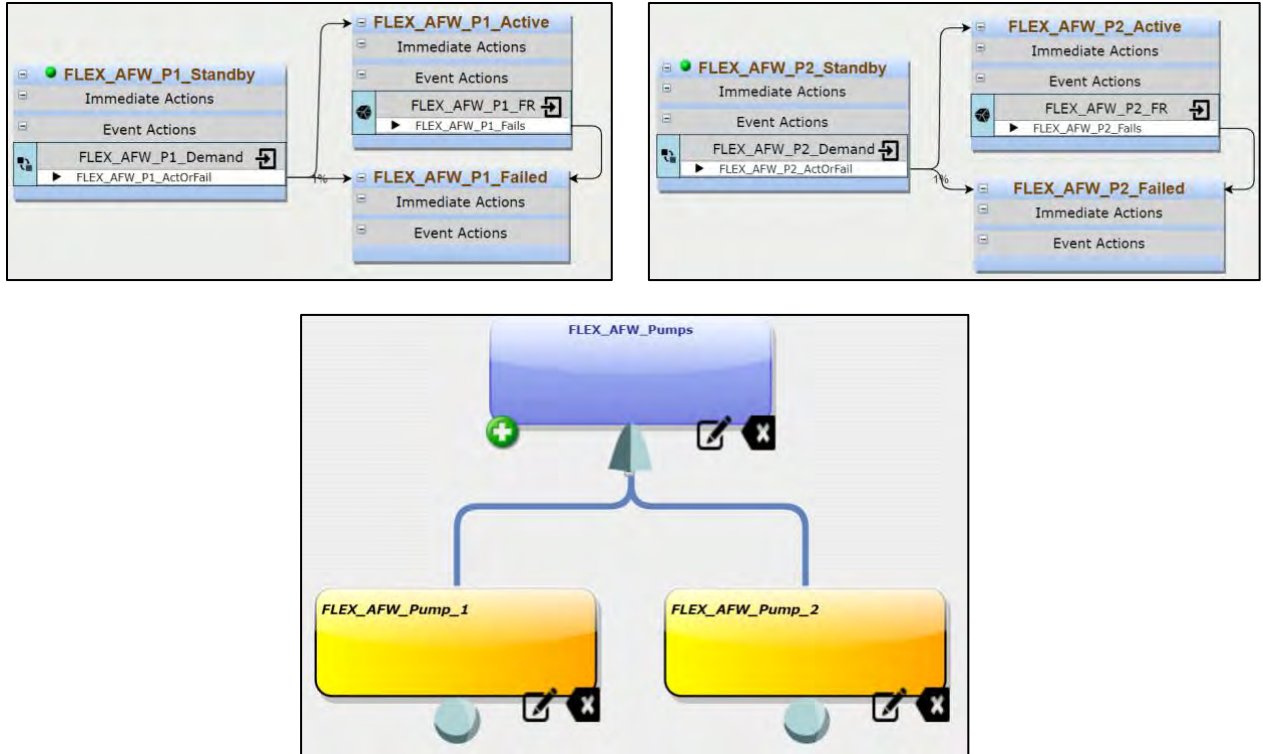 FLEX_AFW_P1_Active
Immediate Actions
Event Actions
FLEX_AFW_P1_FR
FLEX_AFW_P1_Fails
FLEX_AFW_P1_Standby
Immediate Actions
Event Actions
FLEX_AFW_P1_Demand
FLEX_AFW_P1_ActOrFail
1%
FLEX_AFW_P1_Failed
Immediate Actions
Event Actions
FLEX_AFW_P2_Active
Immediate Actions
Event Actions
FLEX_AFW_P2_FR
FLEX_AFW_P2_Fails
FLEX_AFW_P2_Standby
Immediate Actions
Event Actions
FLEX_AFW_P2_Demand
FLEX_AFW_P2_ActOrFail
1%
FLEX_AFW_P2_Failed
Immediate Actions
Event Actions
FLEX_AFW_Pumps
FLEX_AFW_Pump_1
FLEX_AFW_Pump_2